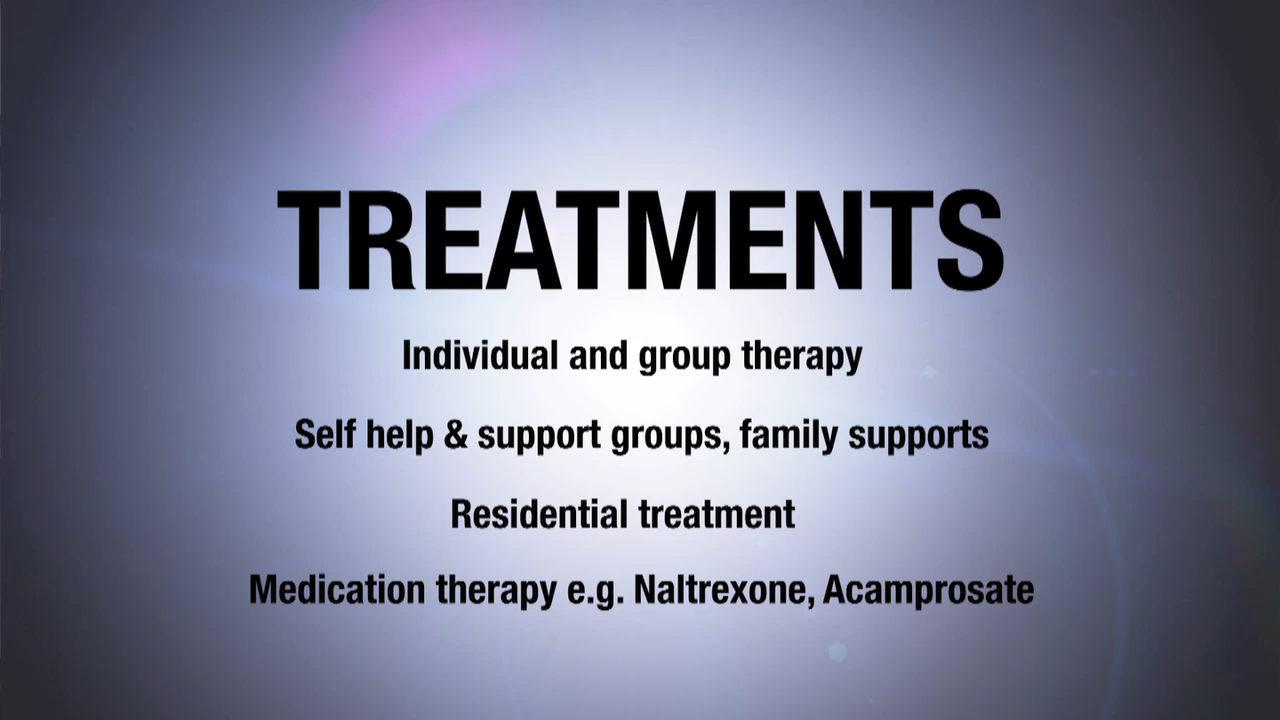 TREATMENTS
Individual and group therapy
Self help & support groups, family supports
Residential treatment
Medication therapy e.g. Naltrexone, Acamprosate